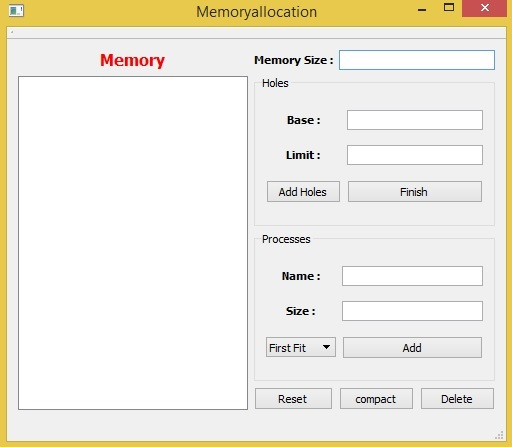 Memoryallocation
Memory
Memory Size :
Holes
Base :
Limit :
Add Holes Finish
Processes
Name :
Size :
First Fit Add
Reset compact Delete